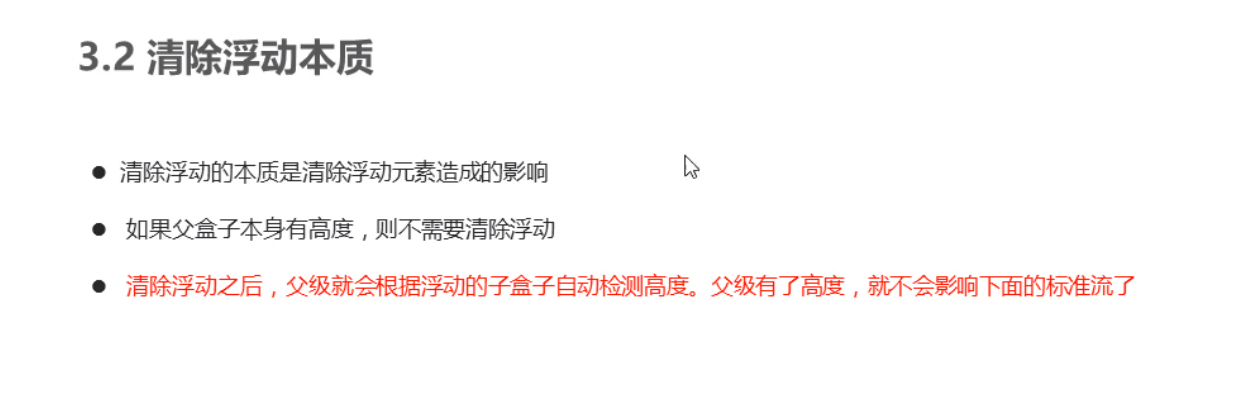 3.2 清除浮动本质
● 清除浮动的本质是清除浮动元素造成的影响
● 如果父盒子本身有高度，则不需要清除浮动
● 清除浮动之后，父级就会根据浮动的子盒子自动检测高度。父级有了高度，就不会影响下面的标准流了